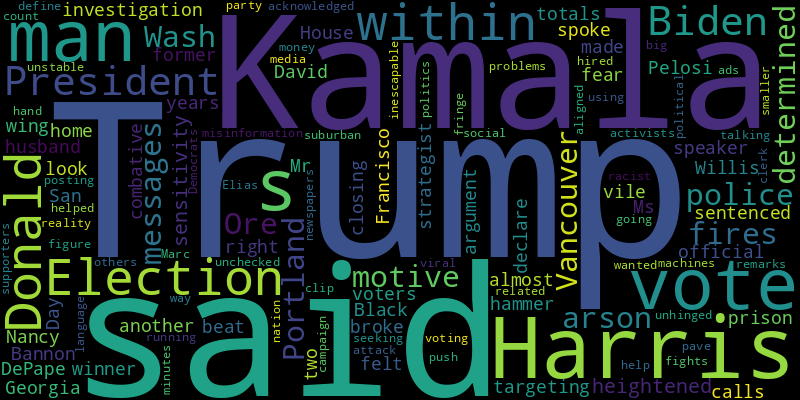 define
investigation
party
acknowledged
count
man
Wash
House
Kamala
within
totals
Biden
former
spoke
made
hired
big
unstable
President
money
media
David
inescapable
politics
problems
fear
Pelosi
ads
smaller
determined
hand
wing
home
years
Trump
misinformation
suburban
fringe
social
aligned
using
activists
political
talking
husband
combative
messages
sensitivity
Democrats
Mr
Francisco
strategist
Vancouver
speaker
clerk
look
posting
San
helped
reality
figure
Elias
s
newspapers
closing
argument
declare
racist
vile
Ms
going
Willis
police
sentenced
fires
official
Donald
supporters
Ore
right
Portland
others
Marc
unchecked
Election
viral
clip
motive
almost
related
hammer
wanted
machines
remarks
vote
Day
language
way
said
nation
voters
Black
broke
seeking
attack
felt
arson
unhinged
prison
another
beat
running
two
campaign
voting
push
Harris
pave
fights
help
Nancy
Bannon
DePape
winner
minutes
Georgia
targeting
heightened
calls